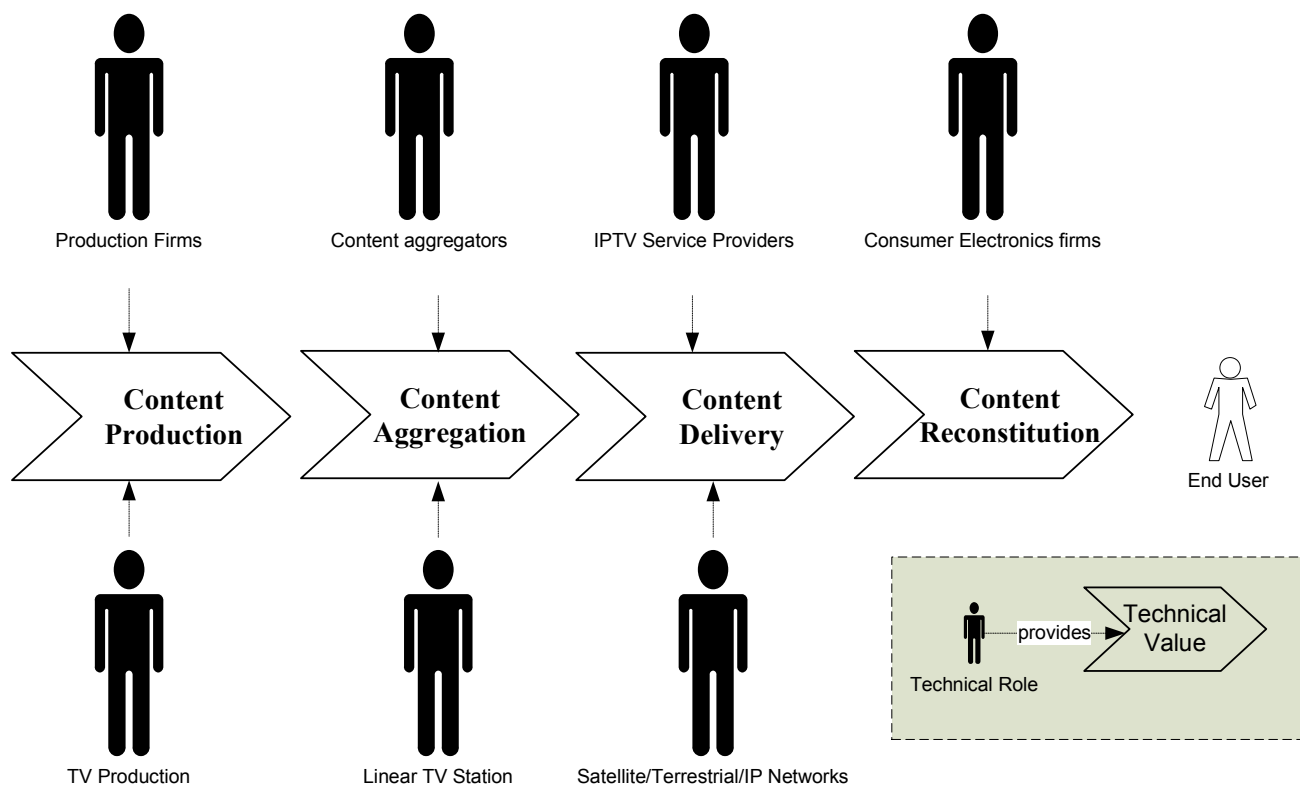 Production Firms
Content aggregators
IPTV Service Providers
Consumer Electronics firms
Content
Production
Content
Aggregation
Content
Delivery
Content
Reconstitution
End User
provides
Technical
Value
Technical Role
TV Production
Linear TV Station
Satellite/Terrestrial/IP Networks